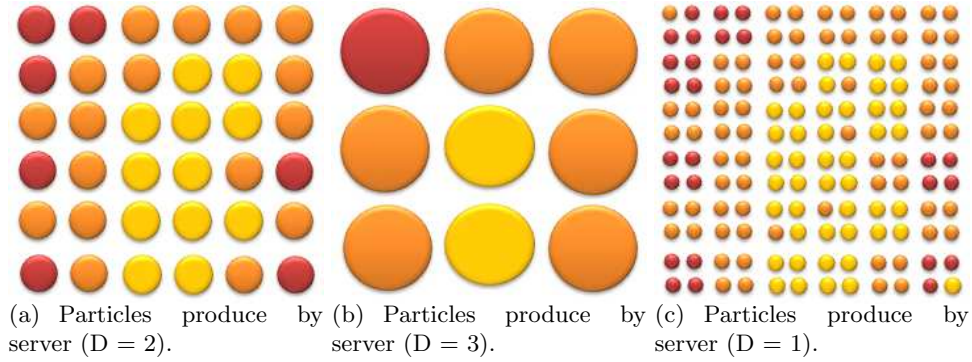 (a) Particles produce by
server (D = 2).
(b) Particles produce by
server (D = 3).
(c) Particles produce by
server (D = 1).